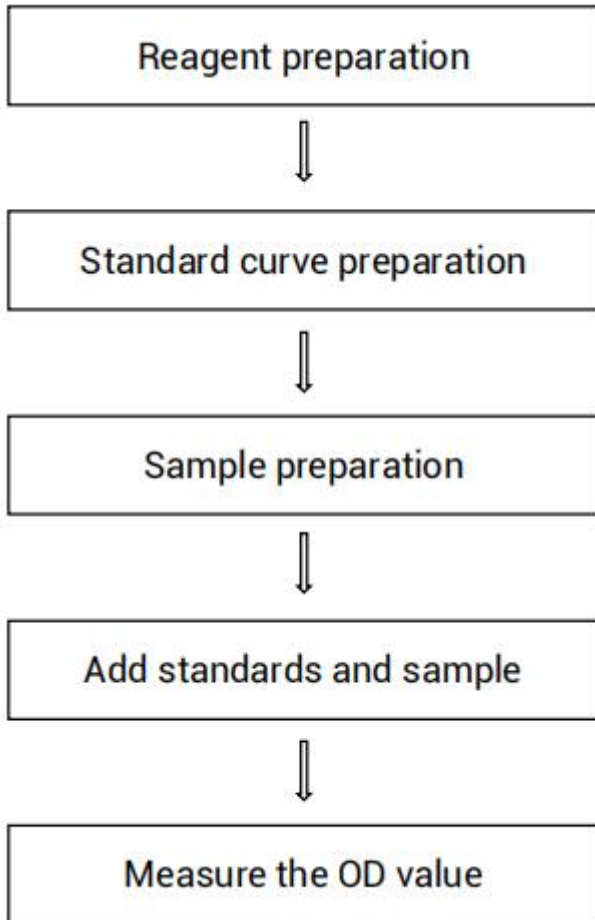 Reagent preparation
Standard curve preparation
Sample preparation
Add standards and sample
Measure the OD value